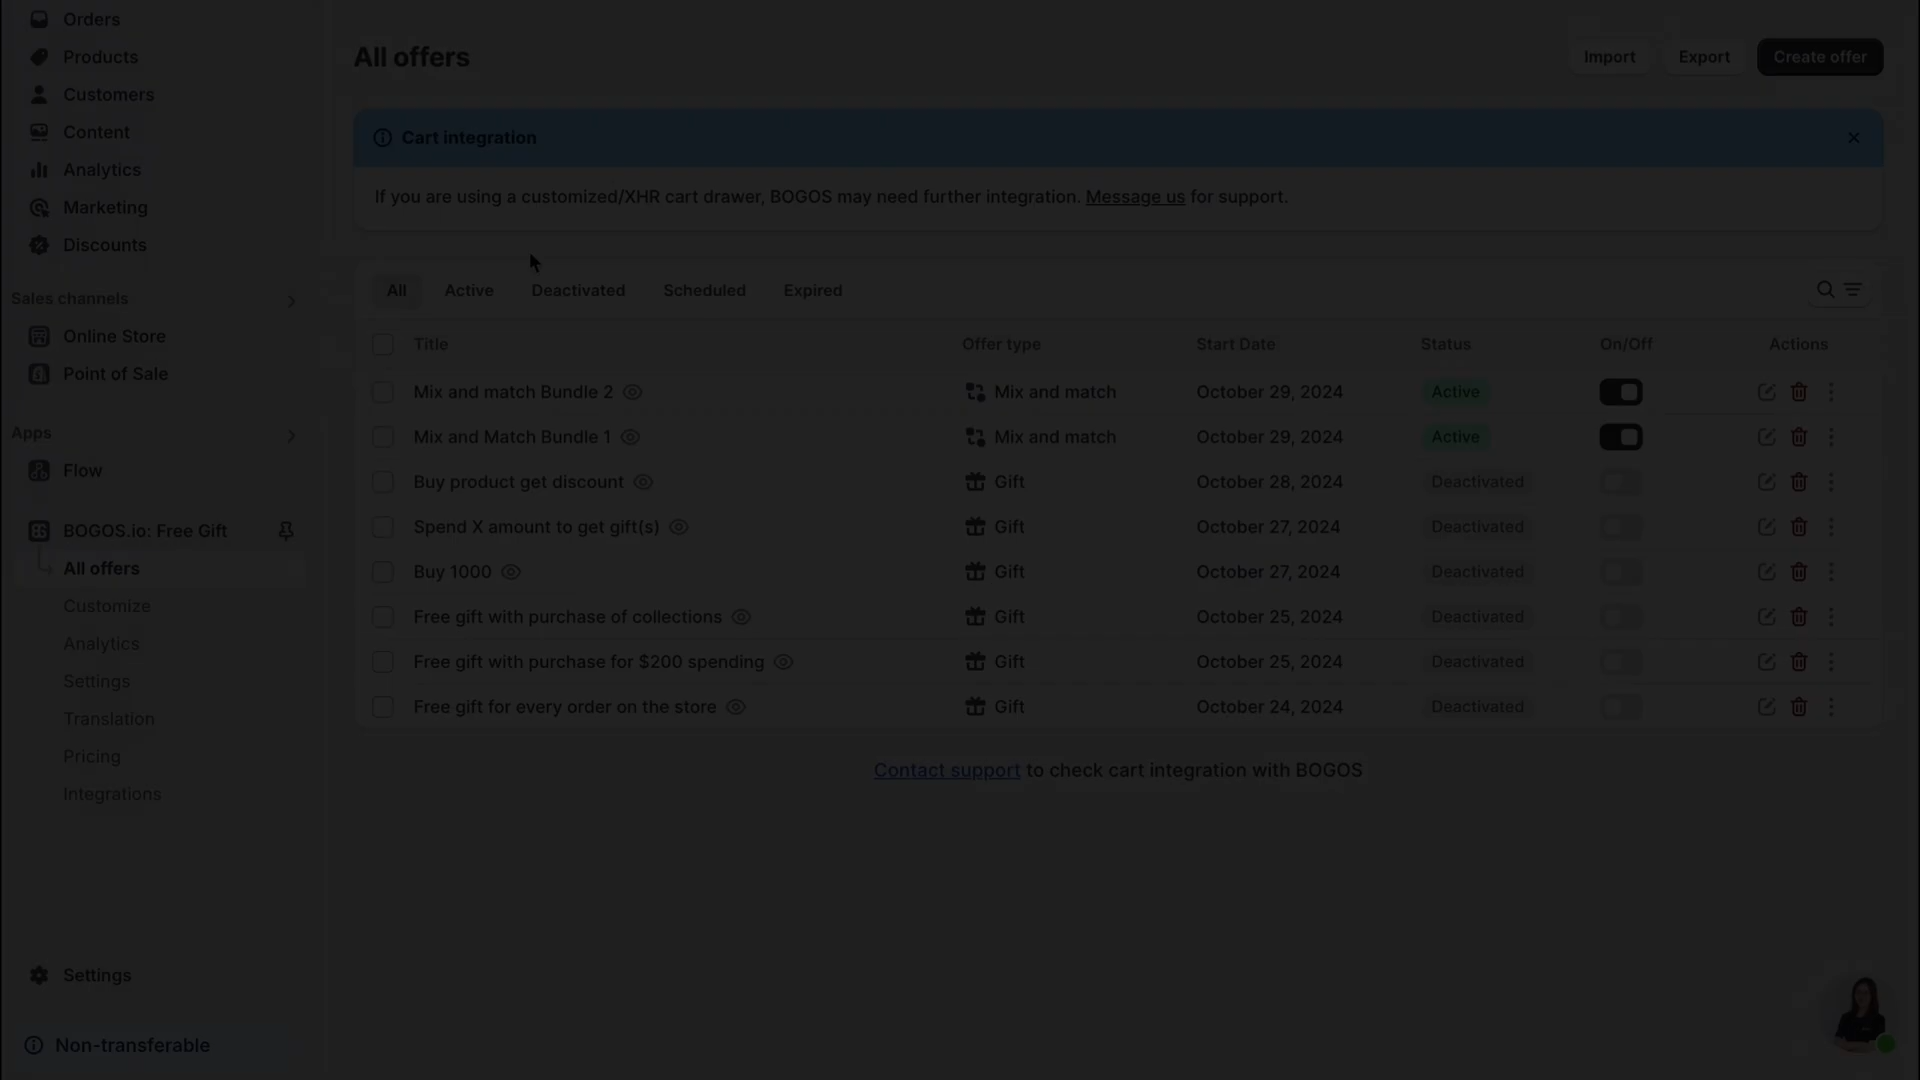 Orders
Products
Customers
Content
Analytics
Marketing
Discounts
Sales channels
Online Store
Point of Sale
Apps
Flow
BOGOS.io: Free Gift
All offers
Customize
Analytics
Settings
Translation
Pricing
Integrations
Settings
Non-transferable
All offers
Import Export Create offer
Cart integration
If you are using a customized/XHR cart drawer, BOGOS may need further integration. Message us for support.
All Active Deactivated Scheduled Expired
Title Offer type Start Date Status On/Off Actions
Mix and match Bundle 2 Mix and match October 29, 2024 Active
Mix and Match Bundle 1 Mix and match October 29, 2024 Active
Buy product get discount Gift October 28, 2024 Deactivated
Spend X amount to get gift(s) Gift October 27, 2024 Deactivated
Buy 1000 Gift October 27, 2024 Deactivated
Free gift with purchase of collections Gift October 25, 2024 Deactivated
Free gift with purchase for $200 spending Gift October 25, 2024 Deactivated
Free gift for every order on the store Gift October 24, 2024 Deactivated
Contact support to check cart integration with BOGOS